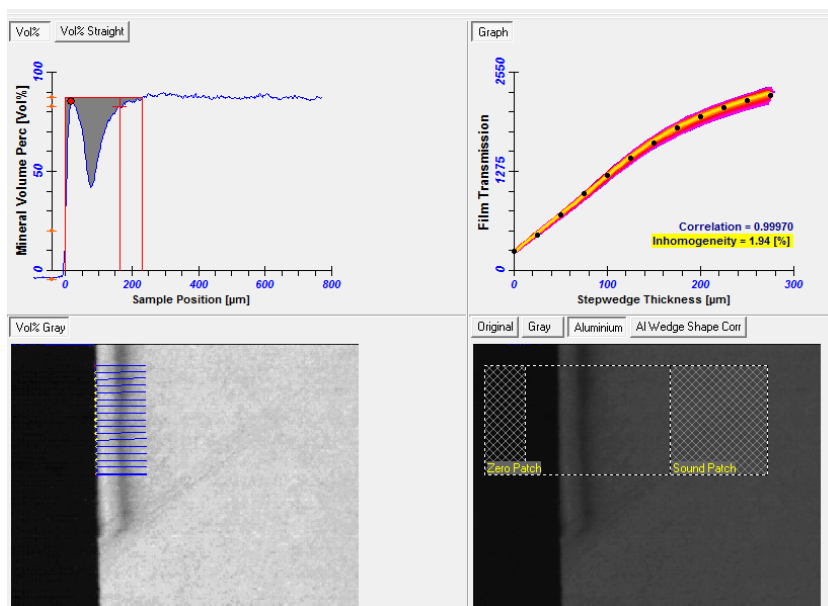 Vol%
Vol% Straight
Mineral Volume Perc [Vol%]
100
50
0
0
200
400
600
800
Sample Position [µm]
Graph
Film Transmission
2550
1275
0
Correlation = 0.99970
Inhomogeneity = 1.94 [%]
0
100
200
300
Stepwedge Thickness [µm]
Vol% Gray
Original
Gray
Aluminium
Al Wedge Shape Corr
Zero Patch
Sound Patch